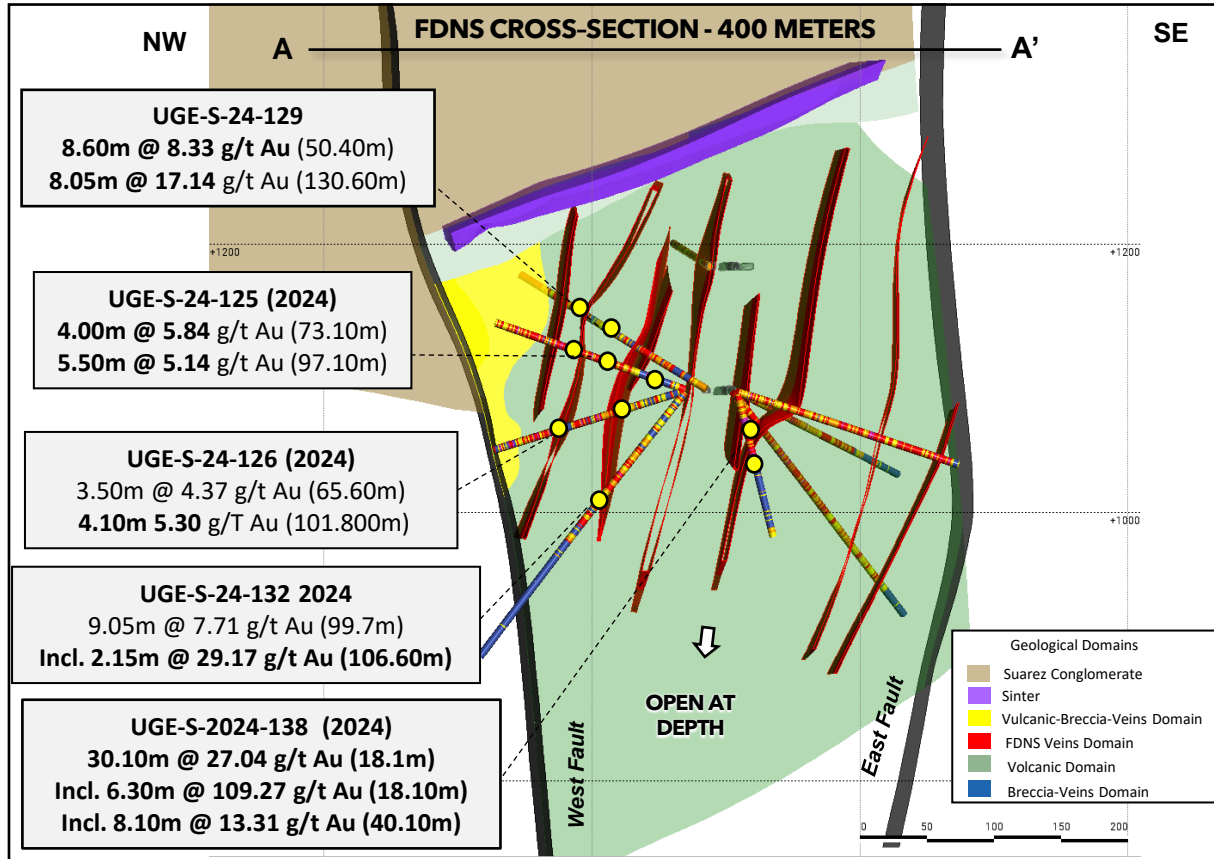 FDNS CROSS-SECTION - 400 METERS
NW
A
A'
SE
UGE-S-24-129
8.60m @ 8.33 g/t Au (50.40m)
8.05m @ 17.14 g/t Au (130.60m)
+1200
+1200
UGE-S-24-125 (2024)
4.00m @ 5.84 g/t Au (73.10m)
5.50m @ 5.14 g/t Au (97.10m)
UGE-S-24-126 (2024)
3.50m @ 4.37 g/t Au (65.60m)
4.10m 5.30 g/T Au (101.800m)
+1000
UGE-S-24-132 2024
9.05m @ 7.71 g/t Au (99.7m)
Incl. 2.15m @ 29.17 g/t Au (106.60m)
UGE-S-2024-138 (2024)
30.10m @ 27.04 g/t Au (18.1m)
Incl. 6.30m @ 109.27 g/t Au (18.10m)
Incl. 8.10m @ 13.31 g/t Au (40.10m)
West Fault
OPEN AT
DEPTH
East Fault
Geological Domains
Suarez Conglomerate
Sinter
Vulcanic-Breccia-Veins Domain
FDNS Veins Domain
Volcanic Domain
Breccia-Veins Domain
0 50 100 150 200